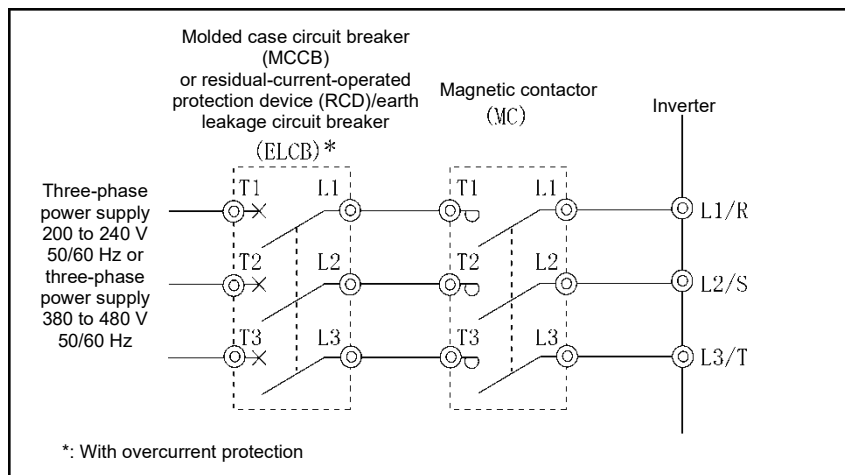 Molded case circuit breaker
(MCCB)
or residual-current-operated
protection device (RCD)/earth
leakage circuit breaker
(ELCB)*
Magnetic contactor
(MC)
Inverter
Three-phase
power supply
200 to 240 V
50/60 Hz or
three-phase
power supply
380 to 480 V
50/60 Hz
T1 L1 T1 L1 L1/R
T2 L2 T2 L2 L2/S
T3 L3 T3 L3 L3/T
*: With overcurrent protection